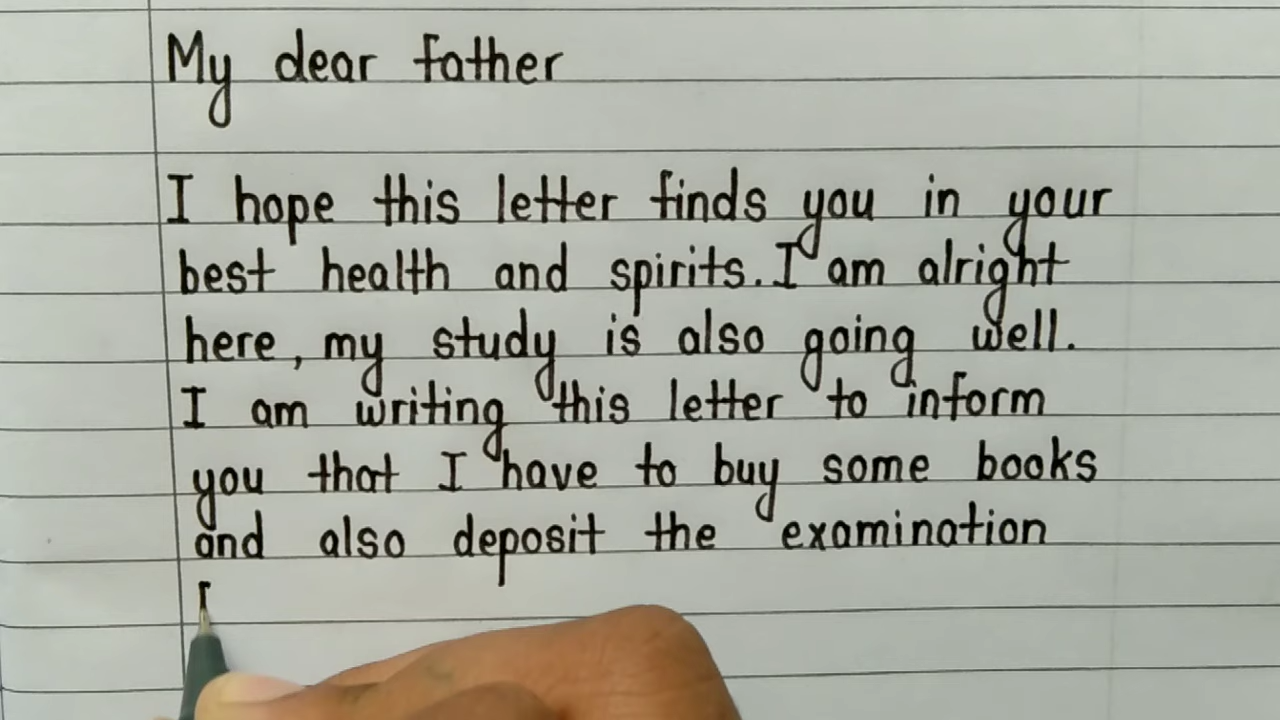 My dear father
I hope this letter finds you in your
best health and spirits. I am alright
here, my study is also going well.
I am writing this letter to inform
you that I have to buy some books
and also deposit the examination